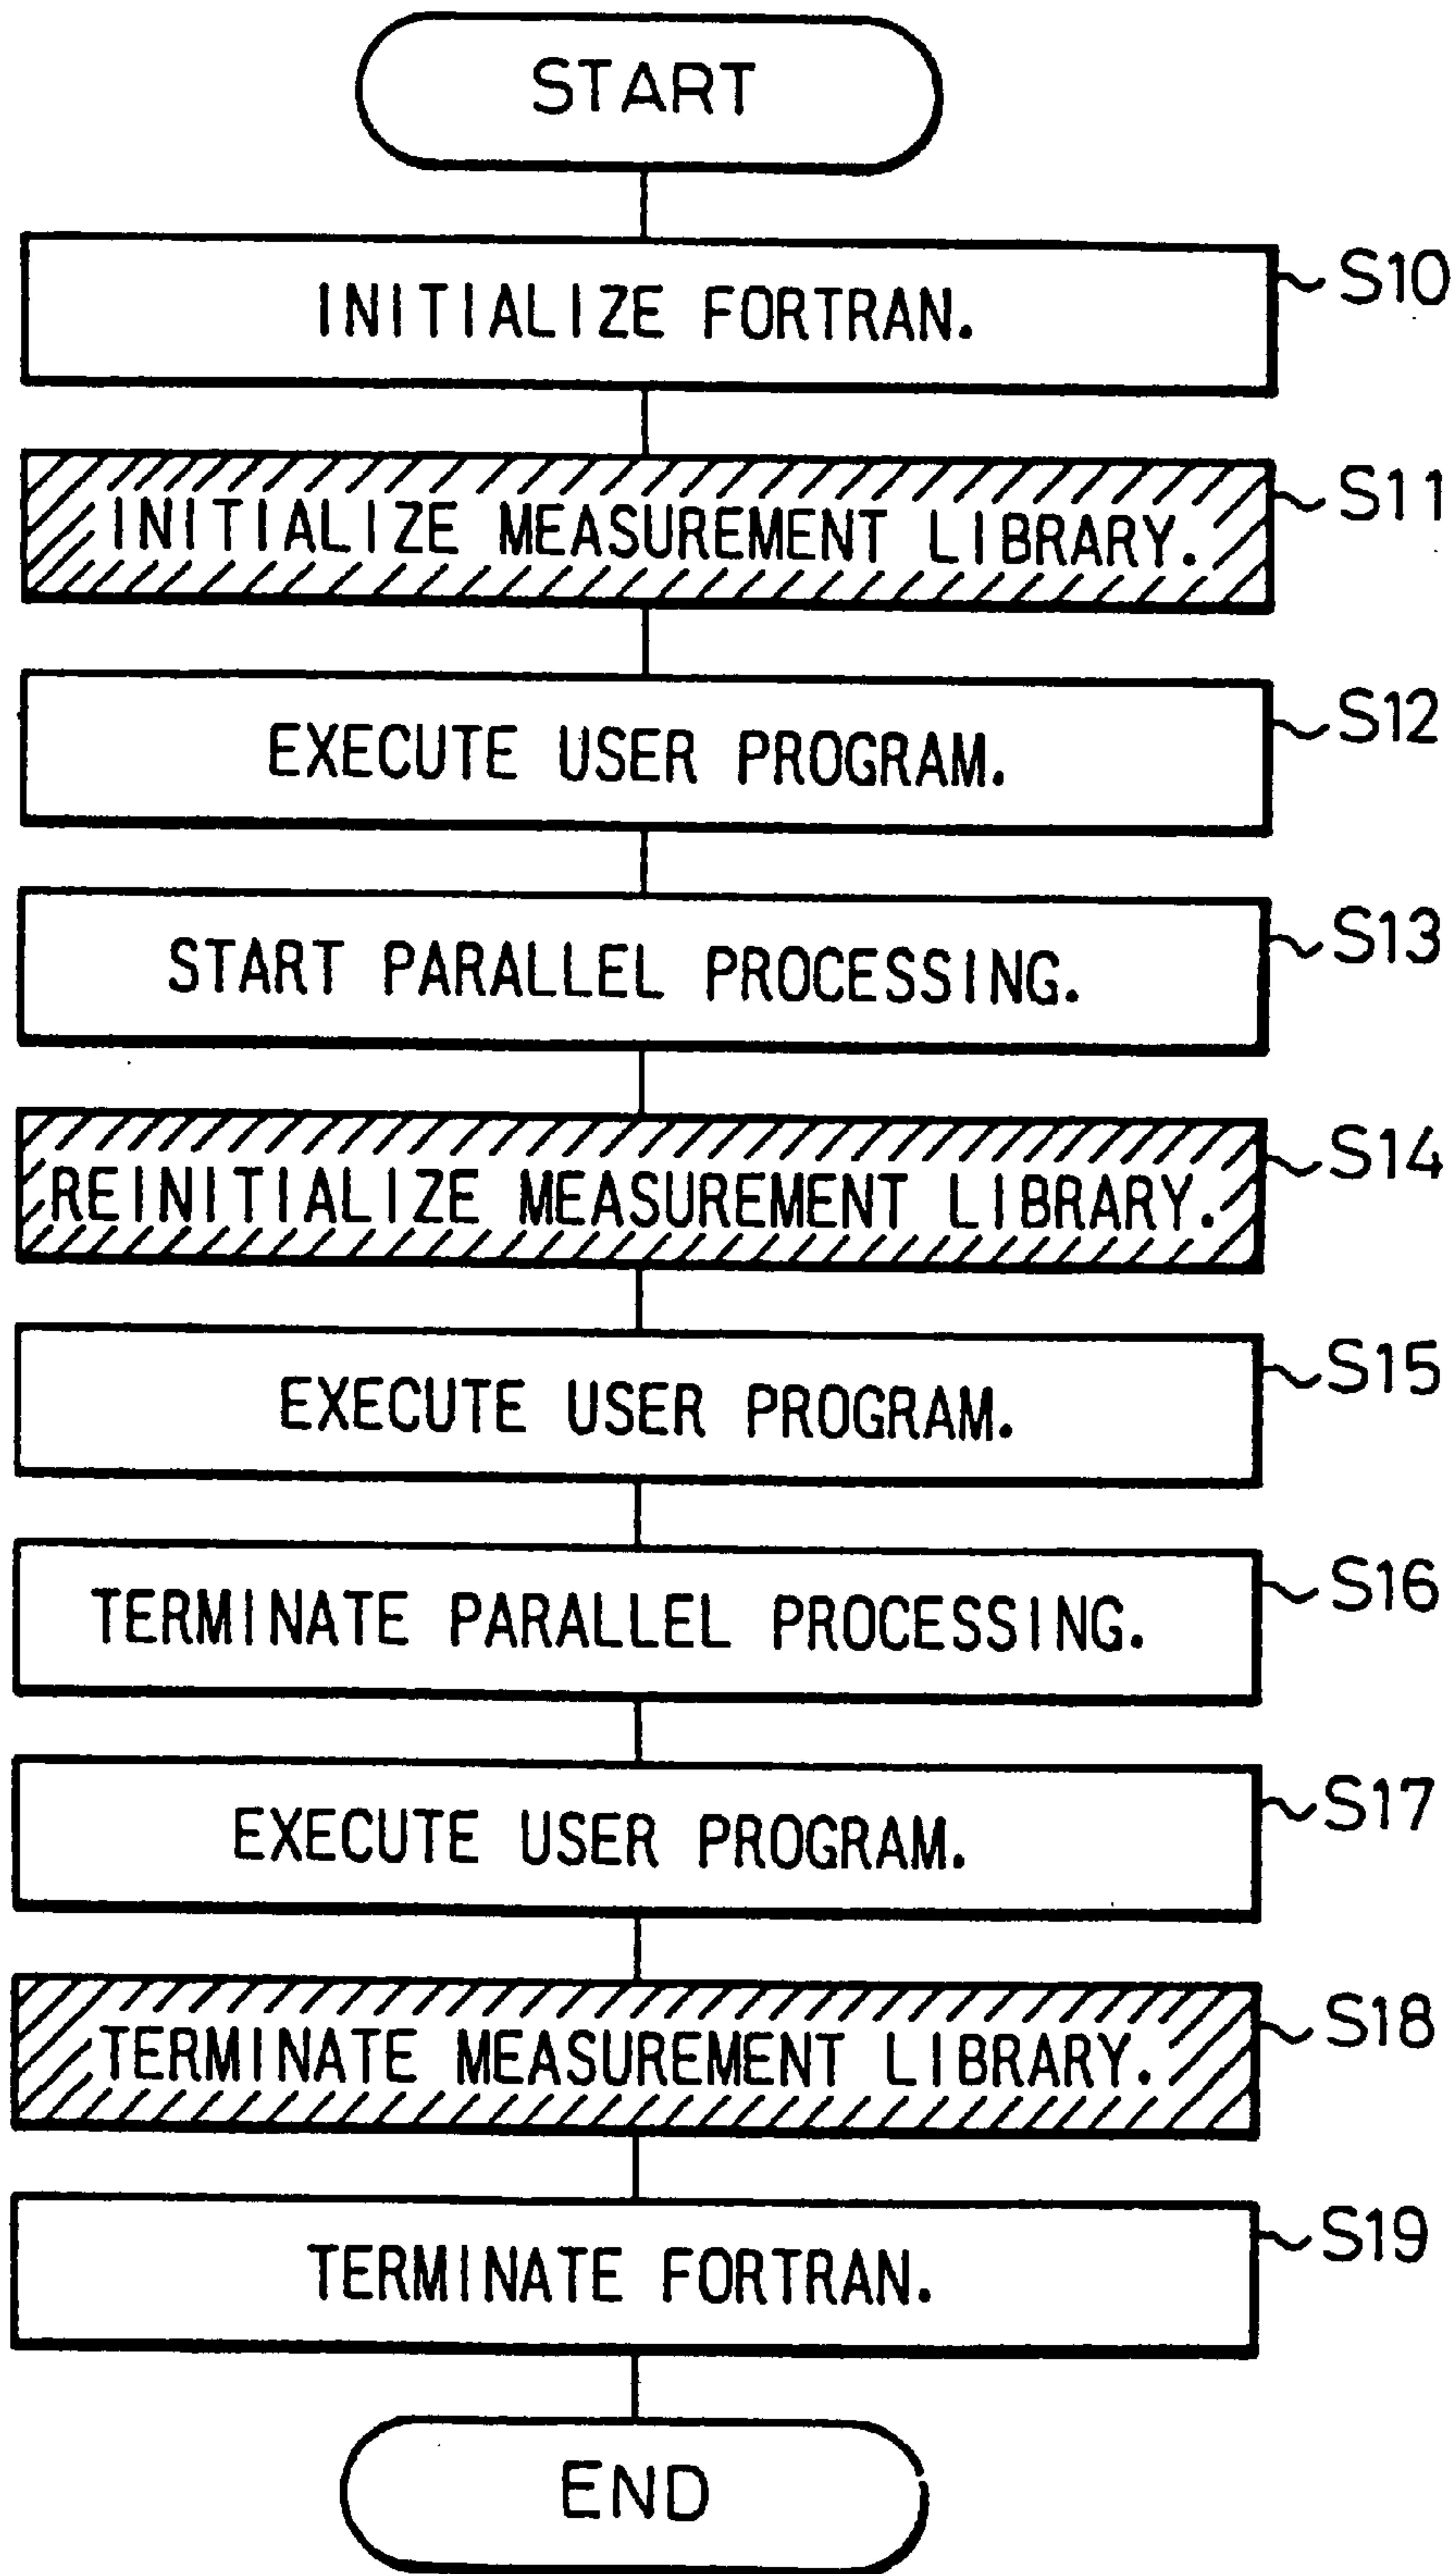 START
INITIALIZE FORTRAN.
S10
INITIALIZE MEASUREMENT LIBRARY.
S11
EXECUTE USER PROGRAM.
S12
START PARALLEL PROCESSING.
S13
REINITIALIZE MEASUREMENT LIBRARY.
S14
EXECUTE USER PROGRAM.
S15
TERMINATE PARALLEL PROCESSING.
S16
EXECUTE USER PROGRAM.
S17
TERMINATE MEASUREMENT LIBRARY.
S18
TERMINATE FORTRAN.
S19
END